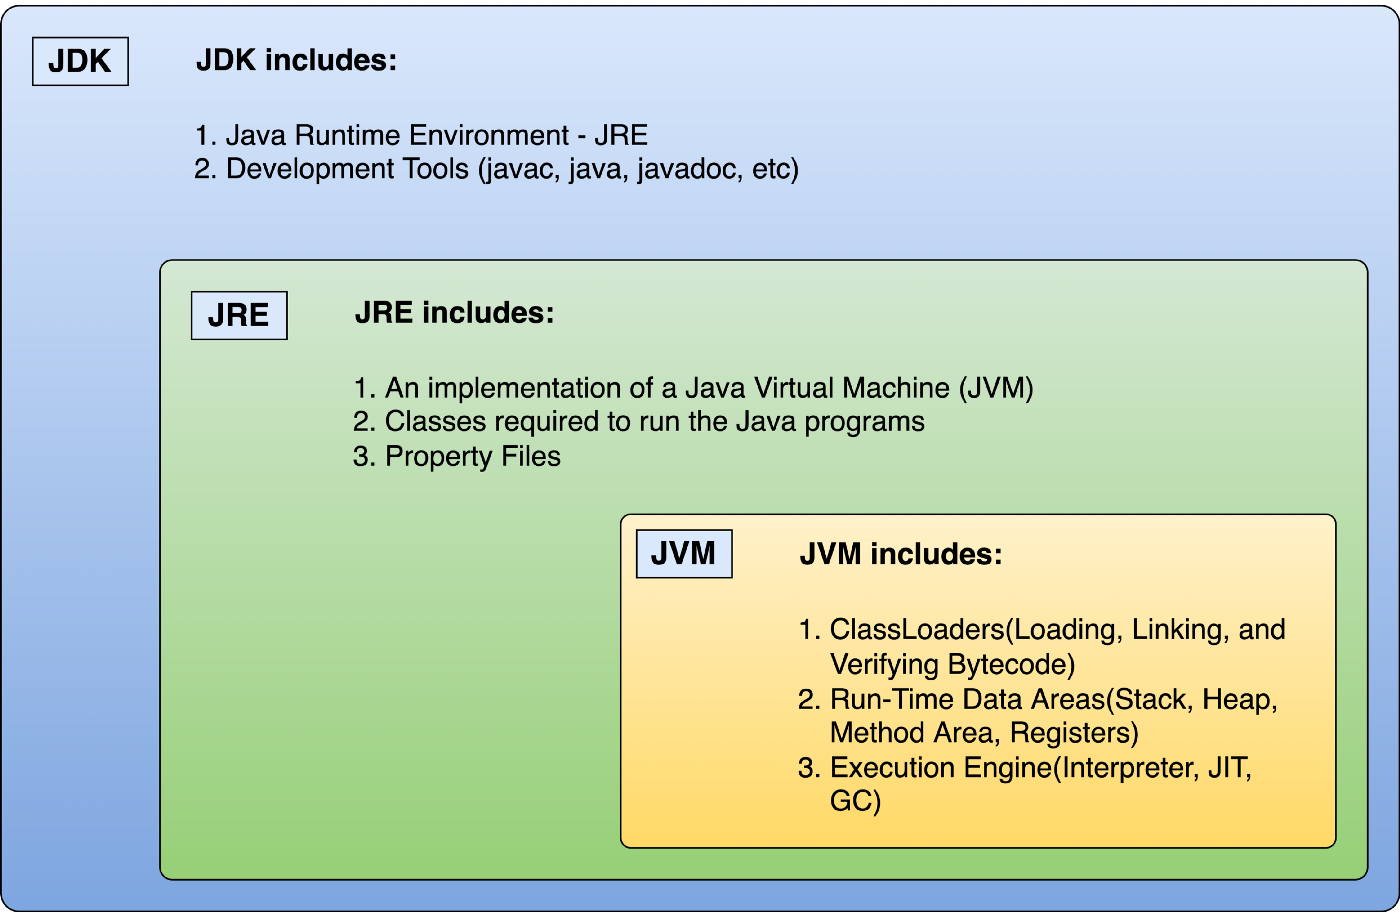 JDK
JDK includes:
1. Java Runtime Environment - JRE
2. Development Tools (javac, java, javadoc, etc)
JRE
JRE includes:
1. An implementation of a Java Virtual Machine (JVM)
2. Classes required to run the Java programs
3. Property Files
JVM
JVM includes:
1. ClassLoaders(Loading, Linking, and
Verifying Bytecode)
2. Run-Time Data Areas(Stack, Heap,
Method Area, Registers)
3. Execution Engine(Interpreter, JIT,
GC)